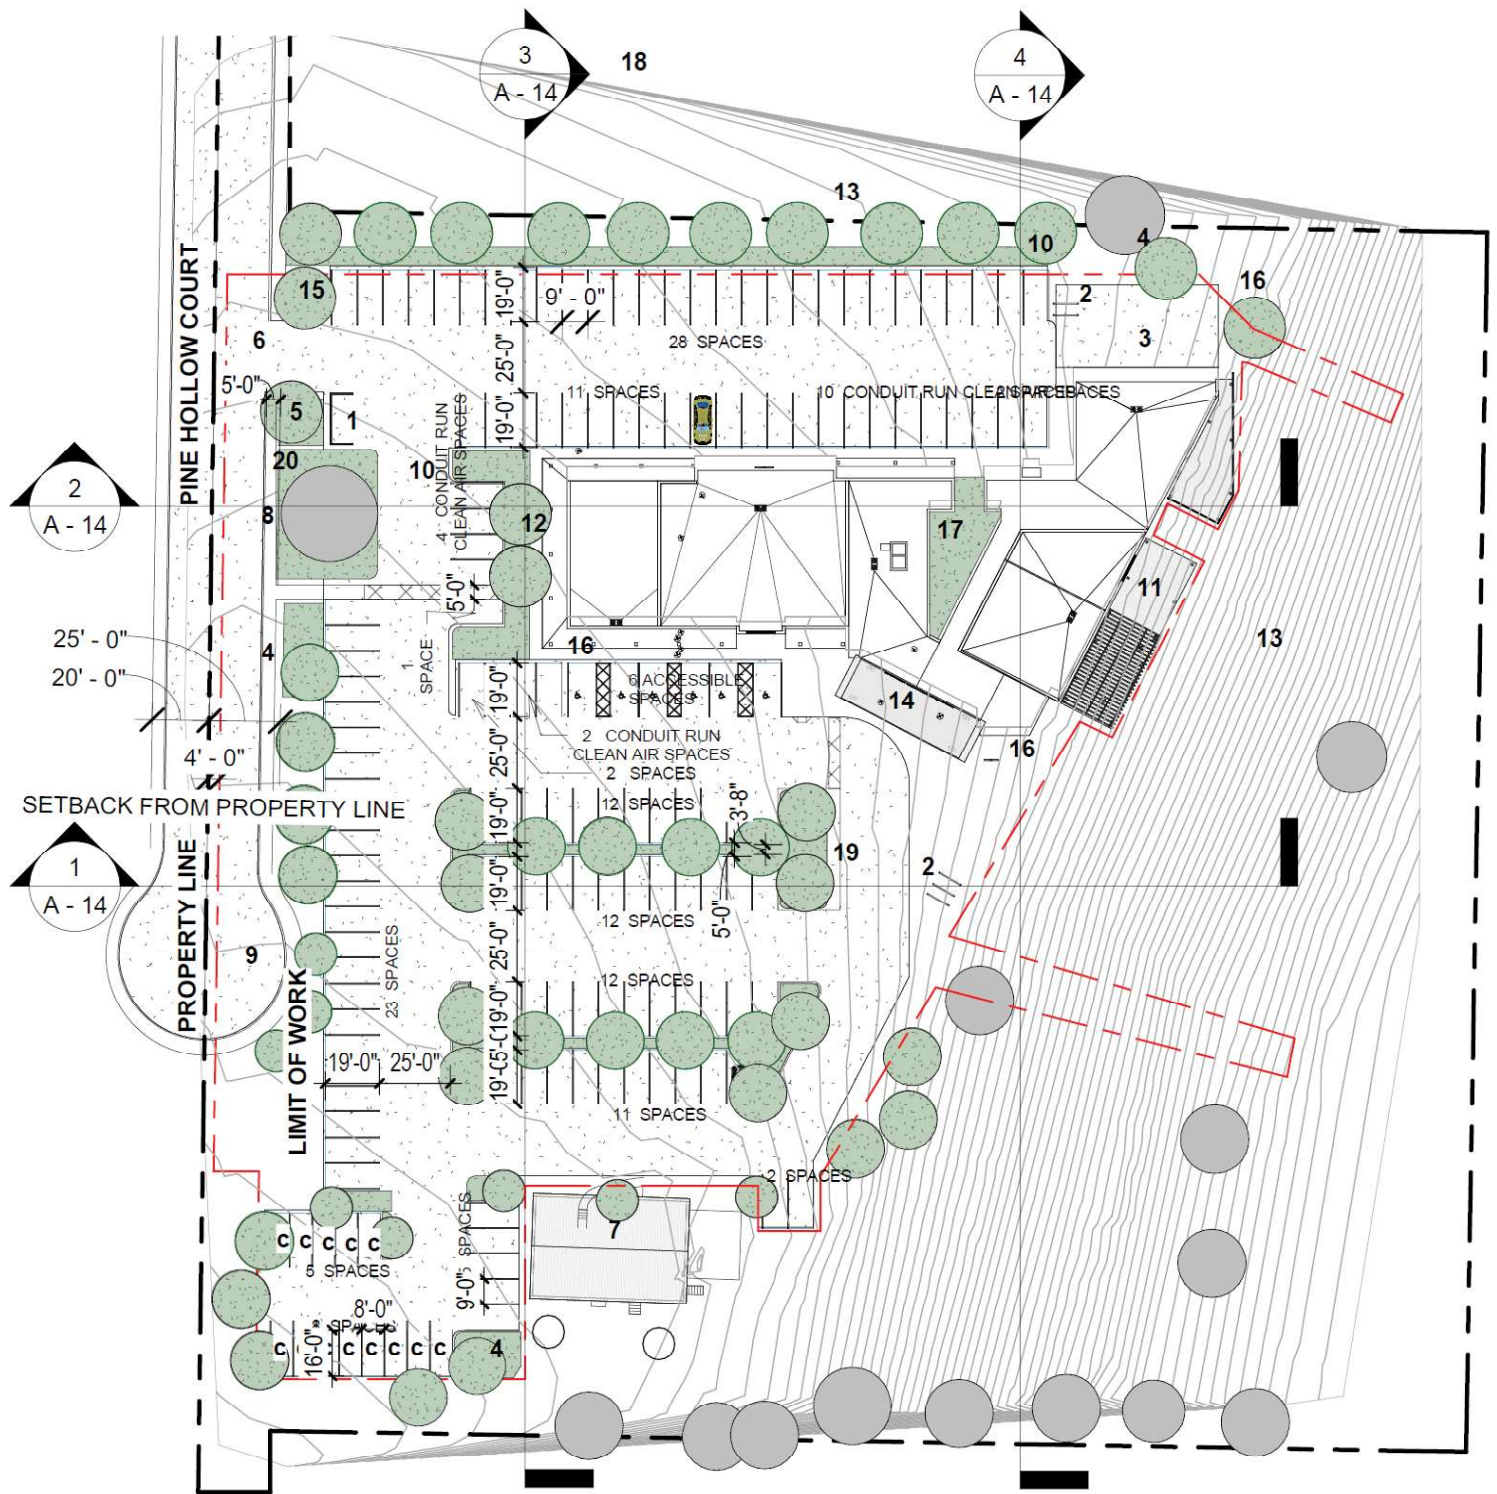 3
A - 14
18
4
A - 14
13
10
4
16
15
19'-0"
9' - 0"
2
6
28 SPACES
3
25'-0"
5'-0"
5
1
11 SPACES
10 CONDUIT RUN CLEAN AIR SPACES
19'-0"
PINE HOLLOW COURT
20
10
4 CONDUIT RUN
CLEAN AIR SPACES
2
A - 14
8
12
17
5'-0"
11
25' - 0"
20' - 0"
4
1
SPACE
16
13
6 ACCESSIBLE
SPACES
19'-0"
14
4' - 0"
2 CONDUIT RUN
CLEAN AIR SPACES
2 SPACES
25'-0"
16
SETBACK FROM PROPERTY LINE
12 SPACES
19'-0"
3'-8"
19
1
A - 14
PROPERTY LINE
19'-0"
2
5'-0"
12 SPACES
9
23 SPACES
25'-0"
12 SPACES
LIMIT OF WORK
19'-0"
5'-0"
19'-0"
19'-0"
25'-0"
11 SPACES
2 SPACES
7
C C C C C
5 SPACES
SPACES
9'-0"
8'-0"
16'-0"
C C C C C C
4